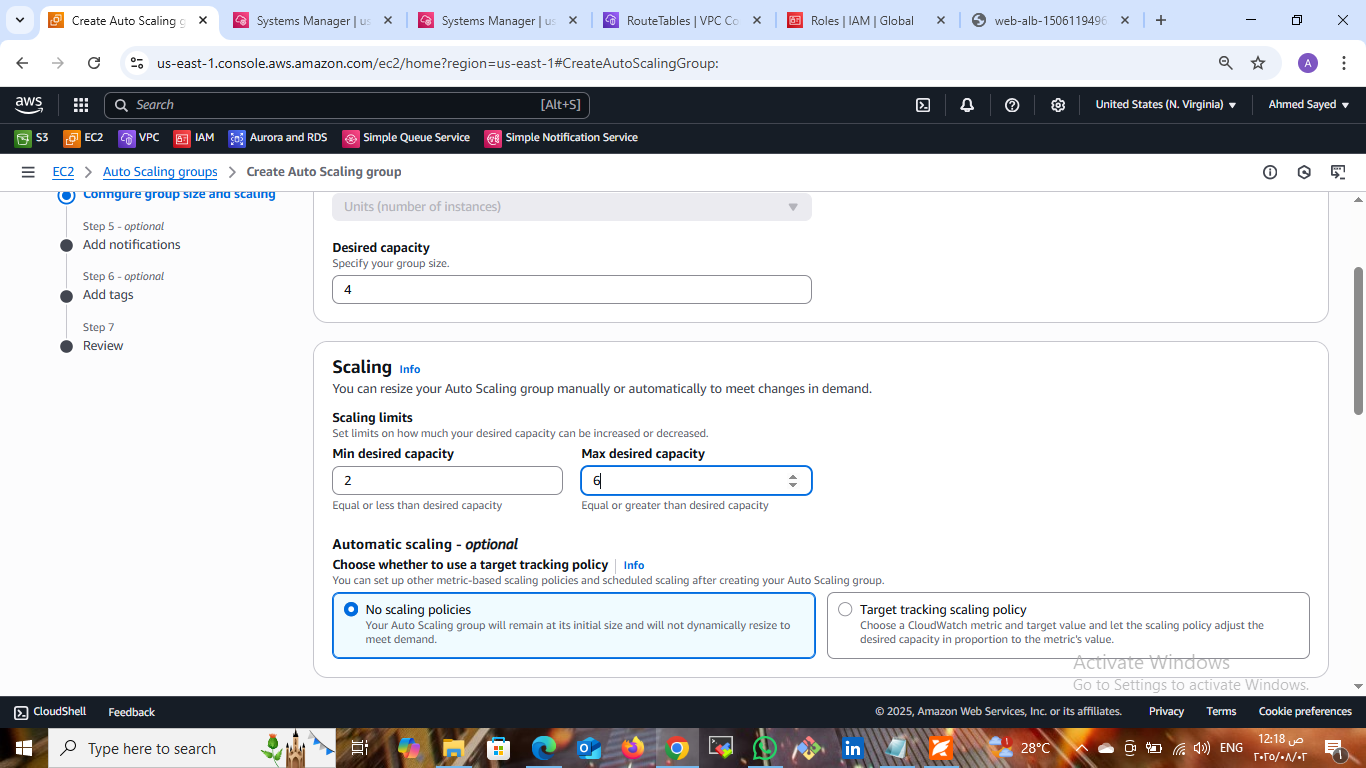 Create Auto Scaling g
Systems Manager | us
Systems Manager | us
RouteTables | VPC Co
Roles | IAM | Global
web-alb-1506119496
us-east-1.console.aws.amazon.com/ec2/home?region=us-east-1#CreateAutoScalingGroup:
A
aws
Search
[Alt+S]
United States (N. Virginia)
Ahmed Sayed
S3
EC2
VPC
IAM
Aurora and RDS
Simple Queue Service
Simple Notification Service
EC2
Auto Scaling groups
Create Auto Scaling group
Configure group size and scaling
Step 5 - optional
Add notifications
Step 6 - optional
Add tags
Step 7
Review
Units (number of instances)
Desired capacity
Specify your group size.
4
Scaling Info
You can resize your Auto Scaling group manually or automatically to meet changes in demand.
Scaling limits
Set limits on how much your desired capacity can be increased or decreased.
Min desired capacity
2
Equal or less than desired capacity
Max desired capacity
6
Equal or greater than desired capacity
Automatic scaling - optional
Choose whether to use a target tracking policy | Info
You can set up other metric-based scaling policies and scheduled scaling after creating your Auto Scaling group.
No scaling policies
Your Auto Scaling group will remain at its initial size and will not dynamically resize to
meet demand.
Target tracking scaling policy
Choose a CloudWatch metric and target value and let the scaling policy adjust the
desired capacity in proportion to the metric's value.
Activate Windows
Go to Settings to activate Windows.
CloudShell
Feedback
© 2025, Amazon Web Services, Inc. or its affiliates.
Privacy
Terms
Cookie preferences
Type here to search
28°C
ENG
12:18 ص
٢٠٢٥/٠٨/٠٢
1